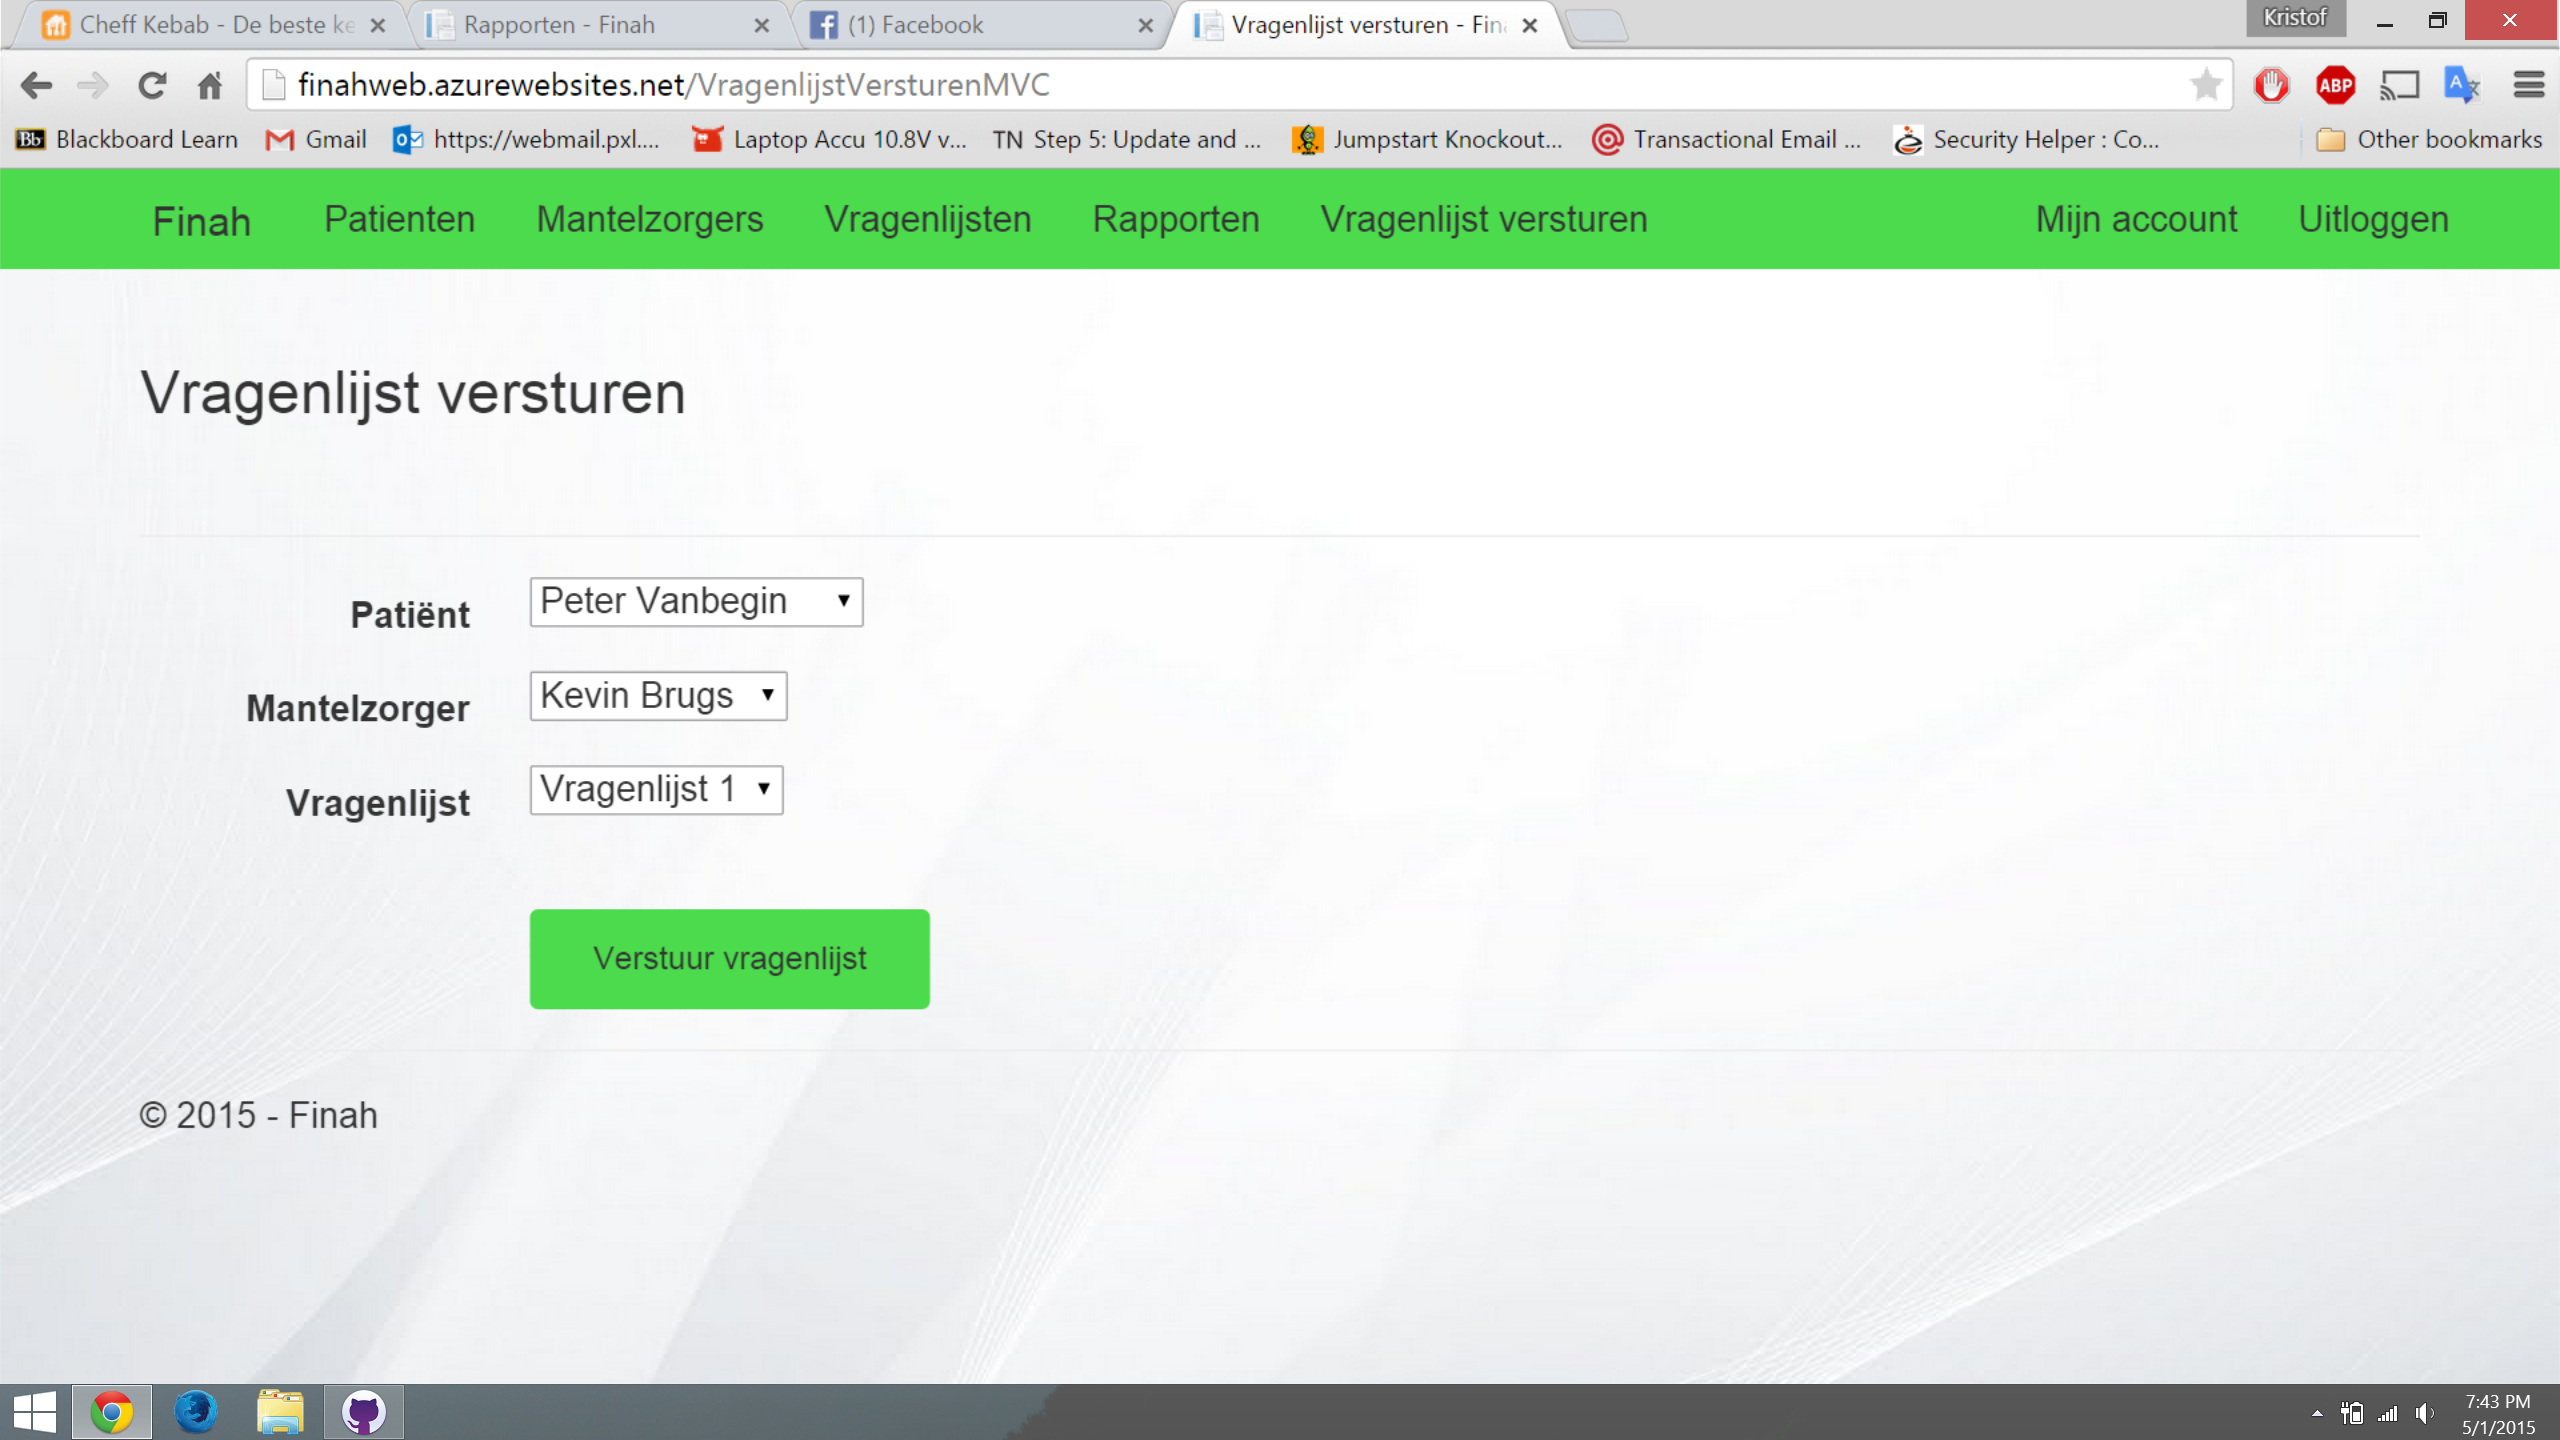 Cheff Kebab - De beste ke
Rapporten - Finah
(1) Facebook
Vragenlijst versturen - Fin
Kristof
finahweb.azurewebsites.net/VragenlijstVersturenMVC
ABP
Bb Blackboard Learn
Gmail
https://webmail.pxl....
Laptop Accu 10.8V v...
TN Step 5: Update and ...
Jumpstart Knockout...
Transactional Email ...
Security Helper : Co...
Other bookmarks
Finah
Patienten
Mantelzorgers
Vragenlijsten
Rapporten
Vragenlijst versturen
Mijn account
Uitloggen
Vragenlijst versturen
Patiënt
Peter Vanbegin
Mantelzorger
Kevin Brugs
Vragenlijst
Vragenlijst 1
Verstuur vragenlijst
© 2015 - Finah
7:43 PM
5/1/2015